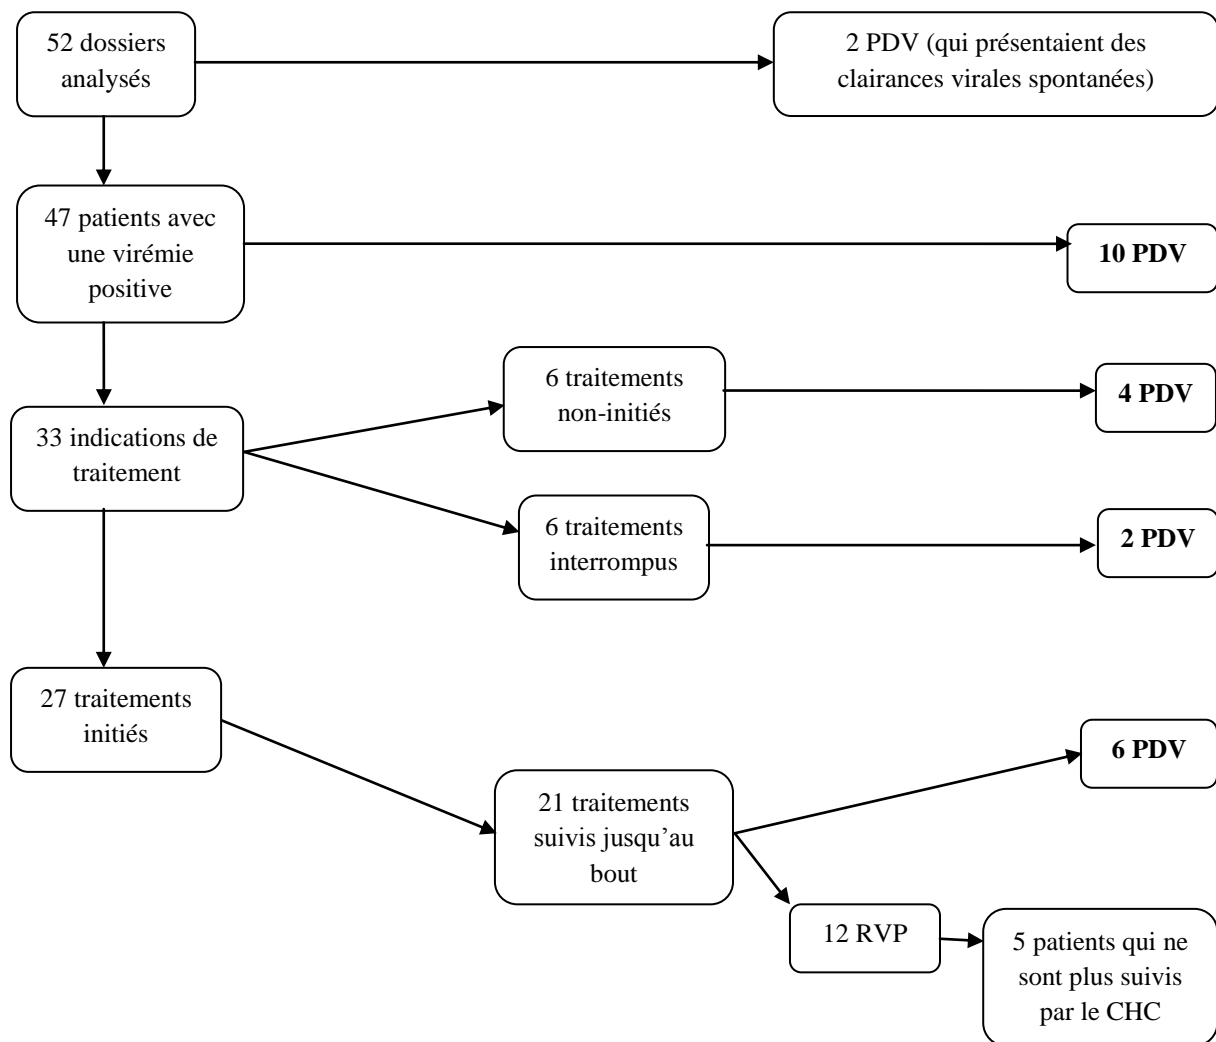 52 dossiers
analysés
2 PDV (qui présentaient des
clairances virales spontanées)
47 patients avec
une virémie
positive
10 PDV
33 indications de
traitement
6 traitements
non-initiés
4 PDV
6 traitements
interrompus
2 PDV
27 traitements
initiés
21 traitements
suivis jusqu’au
bout
6 PDV
12 RVP
5 patients qui ne
sont plus suivis
par le CHC